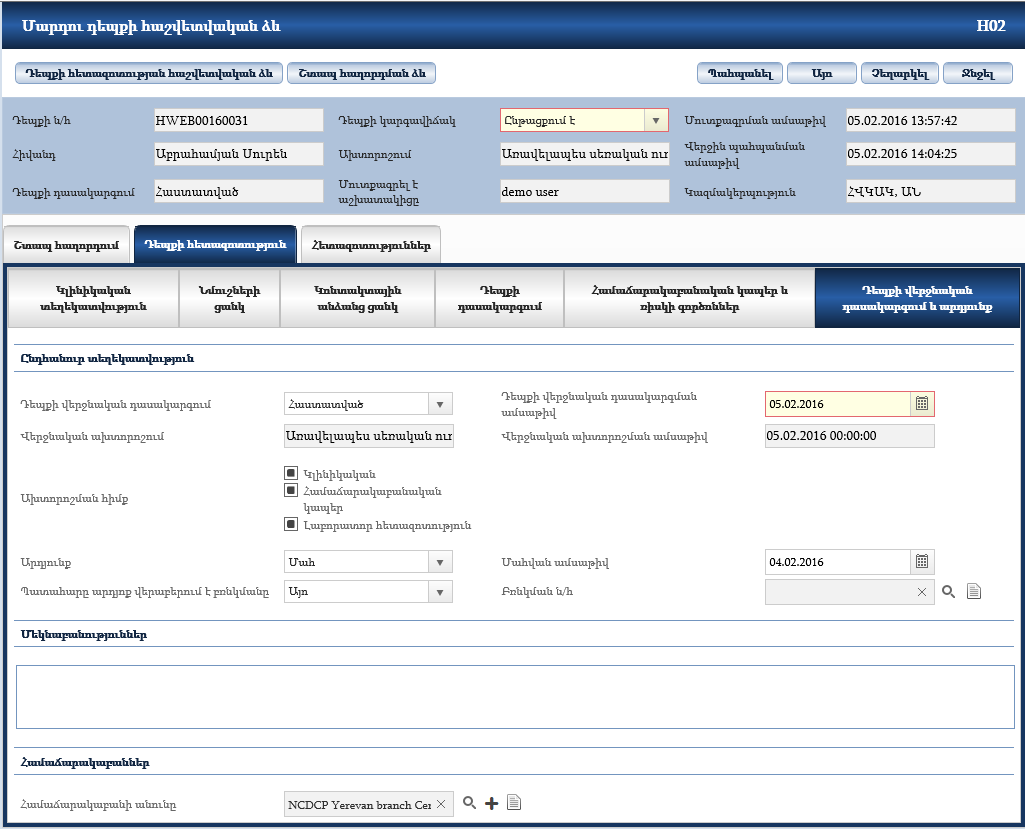 Մարդու դեպքի հաշվետվական ձև
H02
Դեպքի հետազոտության հաշվետվական ձև
Շտապ հաղորդման ձև
Պահպանել
Այո
Չեղարկել
Ջնջել
Դեպքի ն/հ
HWEB00160031
Դեպքի կարգավիճակ
Ընթացքում է
Մուտքագրման ամսաթիվ
05.02.2016 13:57:42
Հիվանդ
Աբրահամյան Սուրեն
Ախտորոշում
Առավելապես սեռական ուղ
Վերջին պահպանման
ամսաթիվ
05.02.2016 14:04:25
Դեպքի դասակարգում
Հաստատված
Մուտքագրել է
աշխատակիցը
demo user
Կազմակերպություն
ՀՎԿԱԿ, ԱՆ
Շտապ հաղորդում
Դեպքի հետազոտություն
Հետազոտություններ
Կլինիկական
տեղեկատվություն
Նմուշների
ցանկ
Կոնտակտային
անձանց ցանկ
Դեպքի
դասակարգում
Համաճարակաբանական կապեր և
ռիսկի գործոններ
Դեպքի վերջնական
դասակարգում և արդյունք
Ընդհանուր տեղեկատվություն
Դեպքի վերջնական դասակարգում
Հաստատված
Դեպքի վերջնական դասակարգման
ամսաթիվ
05.02.2016
Վերջնական ախտորոշում
Առավելապես սեռական ուղ
Վերջնական ախտորոշման ամսաթիվ
05.02.2016 00:00:00
Ախտորոշման հիմք
Կլինիկական
Համաճարակաբանական
կապեր
Լաբորատոր հետազոտություն
Արդյունք
Մահ
Մահվան ամսաթիվ
04.02.2016
Պատահարը արդյոք վերաբերում է բռնկմանը
Այո
Բռնկման ն/հ
Մեկնաբանություններ
Համաճարակաբաններ
Համաճարակաբանի անունը
NCDCP Yerevan branch Cer